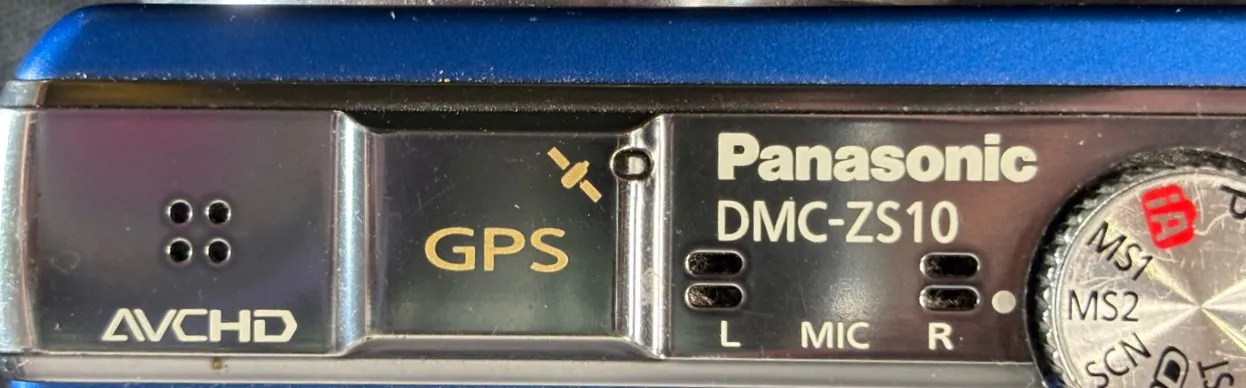 Panasonic
DMC-ZS10
GPS
AVCHD
L MIC R
iA
MS1
MS2
SCN
P